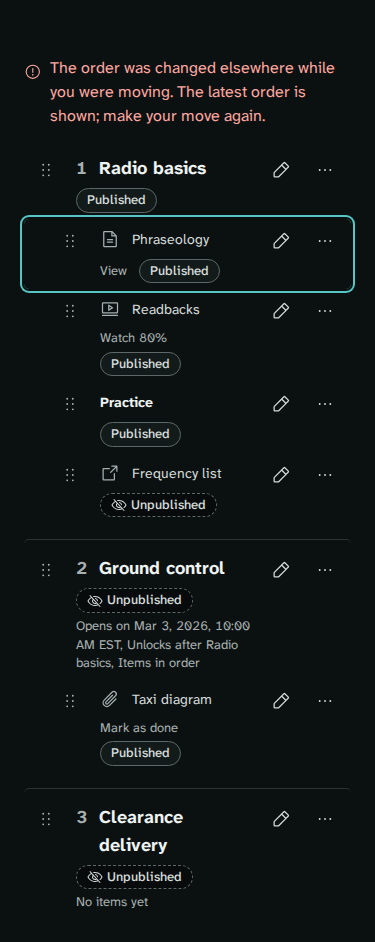 The order was changed elsewhere while
you were moving. The latest order is
shown; make your move again.
1 Radio basics
Published
Phraseology
View Published
Readbacks
Watch 80%
Published
Practice
Published
Frequency list
Unpublished
2 Ground control
Unpublished
Opens on Mar 3, 2026, 10:00
AM EST, Unlocks after Radio
basics, Items in order
Taxi diagram
Mark as done
Published
3 Clearance
delivery
Unpublished
No items yet